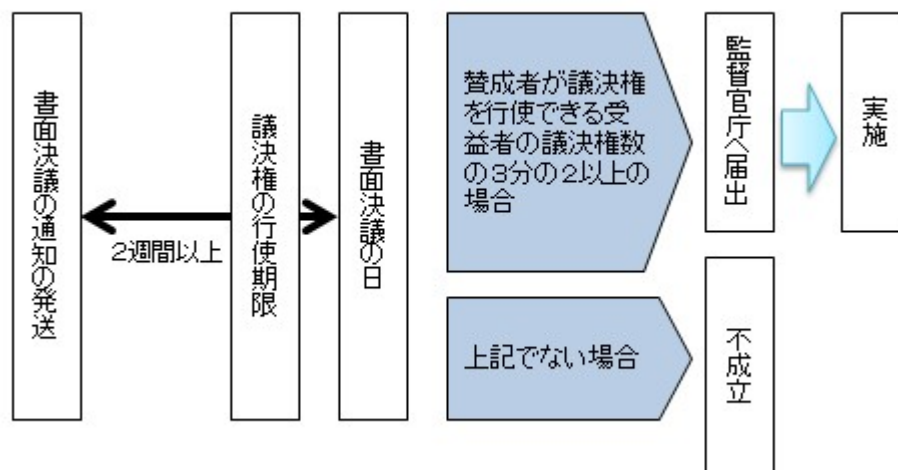 書面決議の通知の発送
2週間以上
議決権の行使期限
書面決議の日
賛成者が議決権
を行使できる受
益者の議決権数
の3分の2以上の
場合
監督官庁へ届出
実施
上記でない場合
不成立